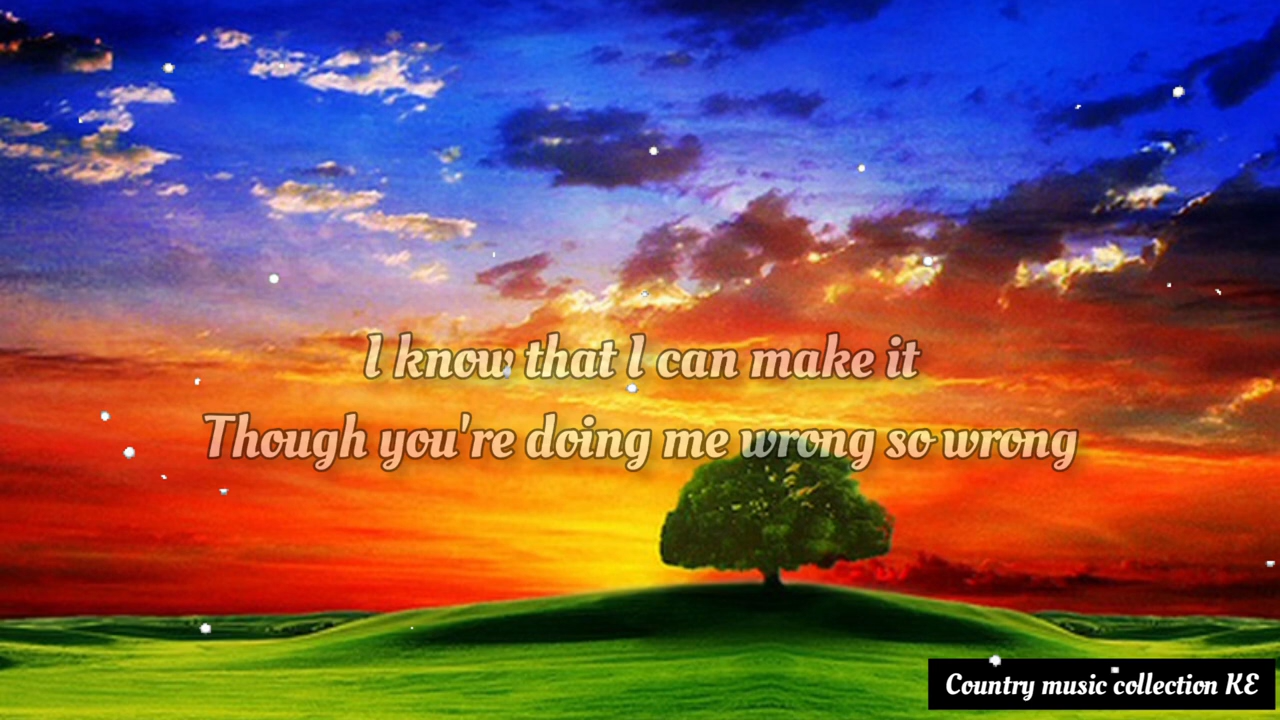 I know that I can make it
Though you're doing me wrong so wrong
Country music collection KE